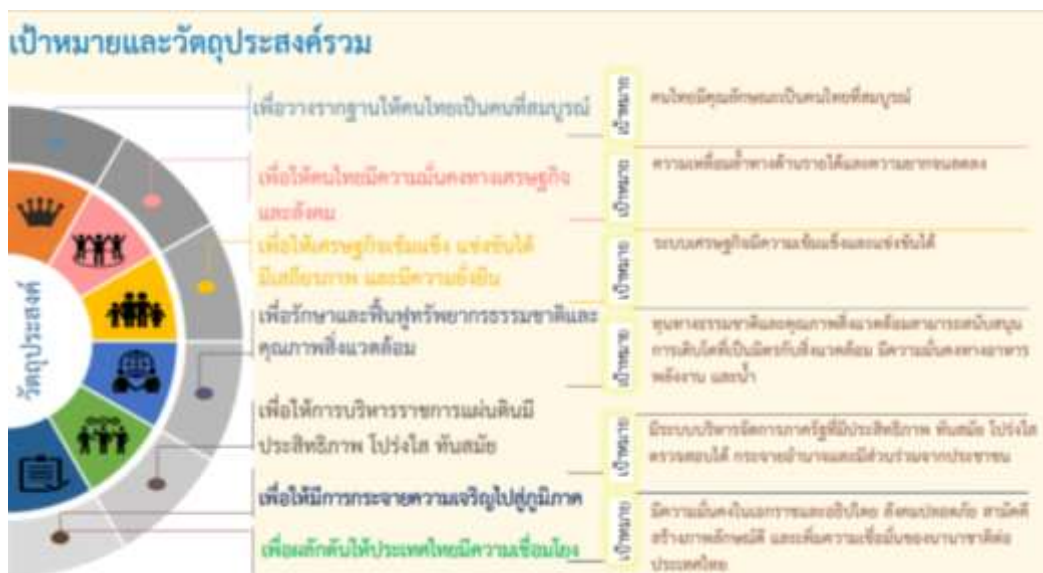 เป้าหมายและวัตถุประสงค์รวม
วัตถุประสงค์
เพื่อวางรากฐานให้คนไทยเป็นคนที่สมบูรณ์
เป้าหมาย
คนไทยมีคุณลักษณะเป็นคนไทยที่สมบูรณ์
เพื่อให้คนไทยมีความมั่นคงทางเศรษฐกิจ
และสังคม
เป้าหมาย
ความเหลื่อมล้ำทางด้านรายได้และความยากจนลดลง
เพื่อให้เศรษฐกิจเข้มแข็ง แข่งขันได้
มีเสถียรภาพ และมีความยั่งยืน
เป้าหมาย
ระบบเศรษฐกิจมีความเข้มแข็งและแข่งขันได้
เพื่อรักษาและฟื้นฟูทรัพยากรธรรมชาติและ
คุณภาพสิ่งแวดล้อม
เป้าหมาย
ทุนทางธรรมชาติและคุณภาพสิ่งแวดล้อมสามารถสนับสนุน
การเติบโตที่เป็นมิตรกับสิ่งแวดล้อม มีความมั่นคงทางอาหาร
พลังงาน และน้ำ
เพื่อให้การบริหารราชการแผ่นดินมี
ประสิทธิภาพ โปร่งใส ทันสมัย
เป้าหมาย
มีระบบบริหารจัดการภาครัฐที่มีประสิทธิภาพ ทันสมัย โปร่งใส
ตรวจสอบได้ กระจายอำนาจและมีส่วนร่วมจากประชาชน
เพื่อให้มีการกระจายความเจริญไปสู่ภูมิภาค
เพื่อผลักดันให้ประเทศไทยมีความเชื่อมโยง
เป้าหมาย
มีความมั่นคงในเอกราชและอธิปไตย สังคมปลอดภัย สามัคคี
สร้างภาพลักษณ์ดี และเพิ่มความเชื่อมั่นของนานาชาติต่อ
ประเทศไทย